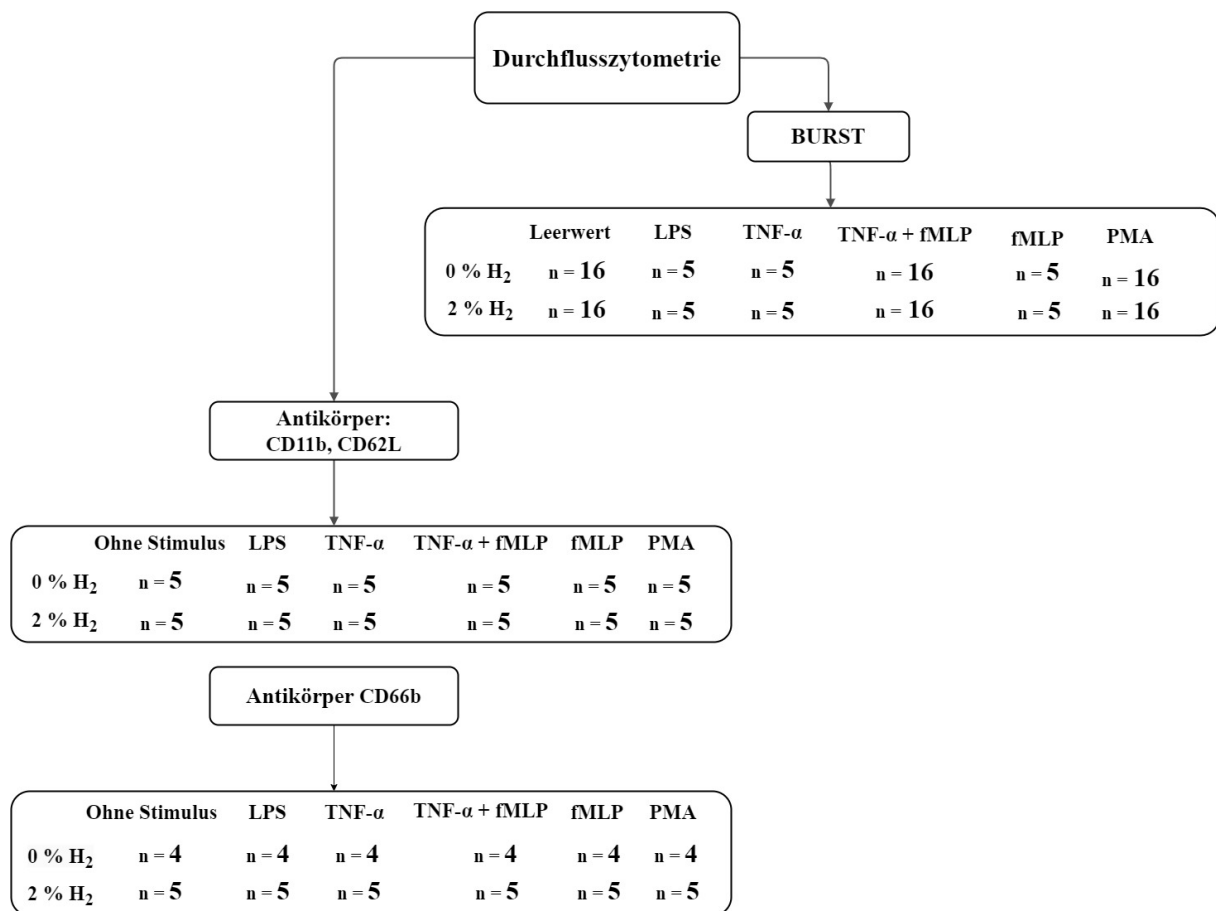 Durchflusszytometrie
BURST
Leerwert LPS TNF-α TNF-α + fMLP fMLP PMA
0 % H₂ n = 16 n = 5 n = 5 n = 16 n = 5 n = 16
2 % H₂ n = 16 n = 5 n = 5 n = 16 n = 5 n = 16
Antikörper:
CD11b, CD62L
Ohne Stimulus LPS TNF-α TNF-α + fMLP fMLP PMA
0 % H₂ n = 5 n = 5 n = 5 n = 5 n = 5 n = 5
2 % H₂ n = 5 n = 5 n = 5 n = 5 n = 5 n = 5
Antikörper CD66b
Ohne Stimulus LPS TNF-α TNF-α + fMLP fMLP PMA
0 % H₂ n = 4 n = 4 n = 4 n = 4 n = 4 n = 4
2 % H₂ n = 5 n = 5 n = 5 n = 5 n = 5 n = 5